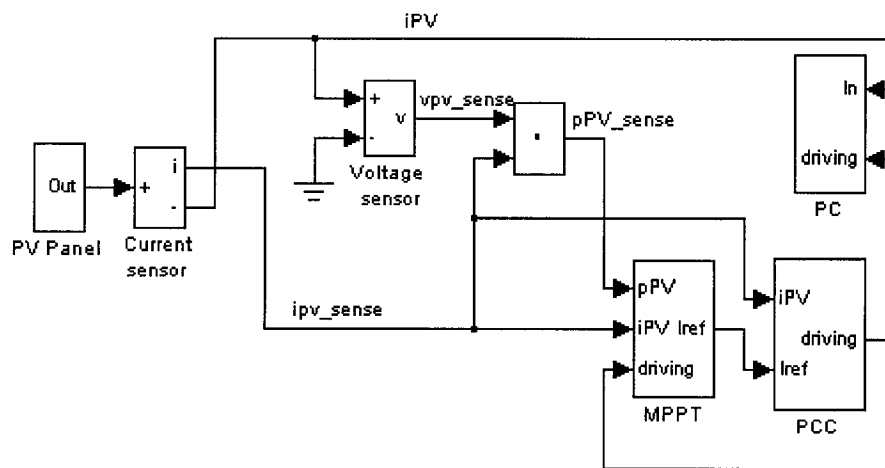 iPV
In
driving
PC
+
v
-
vpv_sense
Voltage
sensor
pPV_sense
Out
PV Panel
+
i
-
Current
sensor
ipv_sense
pPV
iPV Iref
driving
MPPT
iPV
driving
Iref
PCC